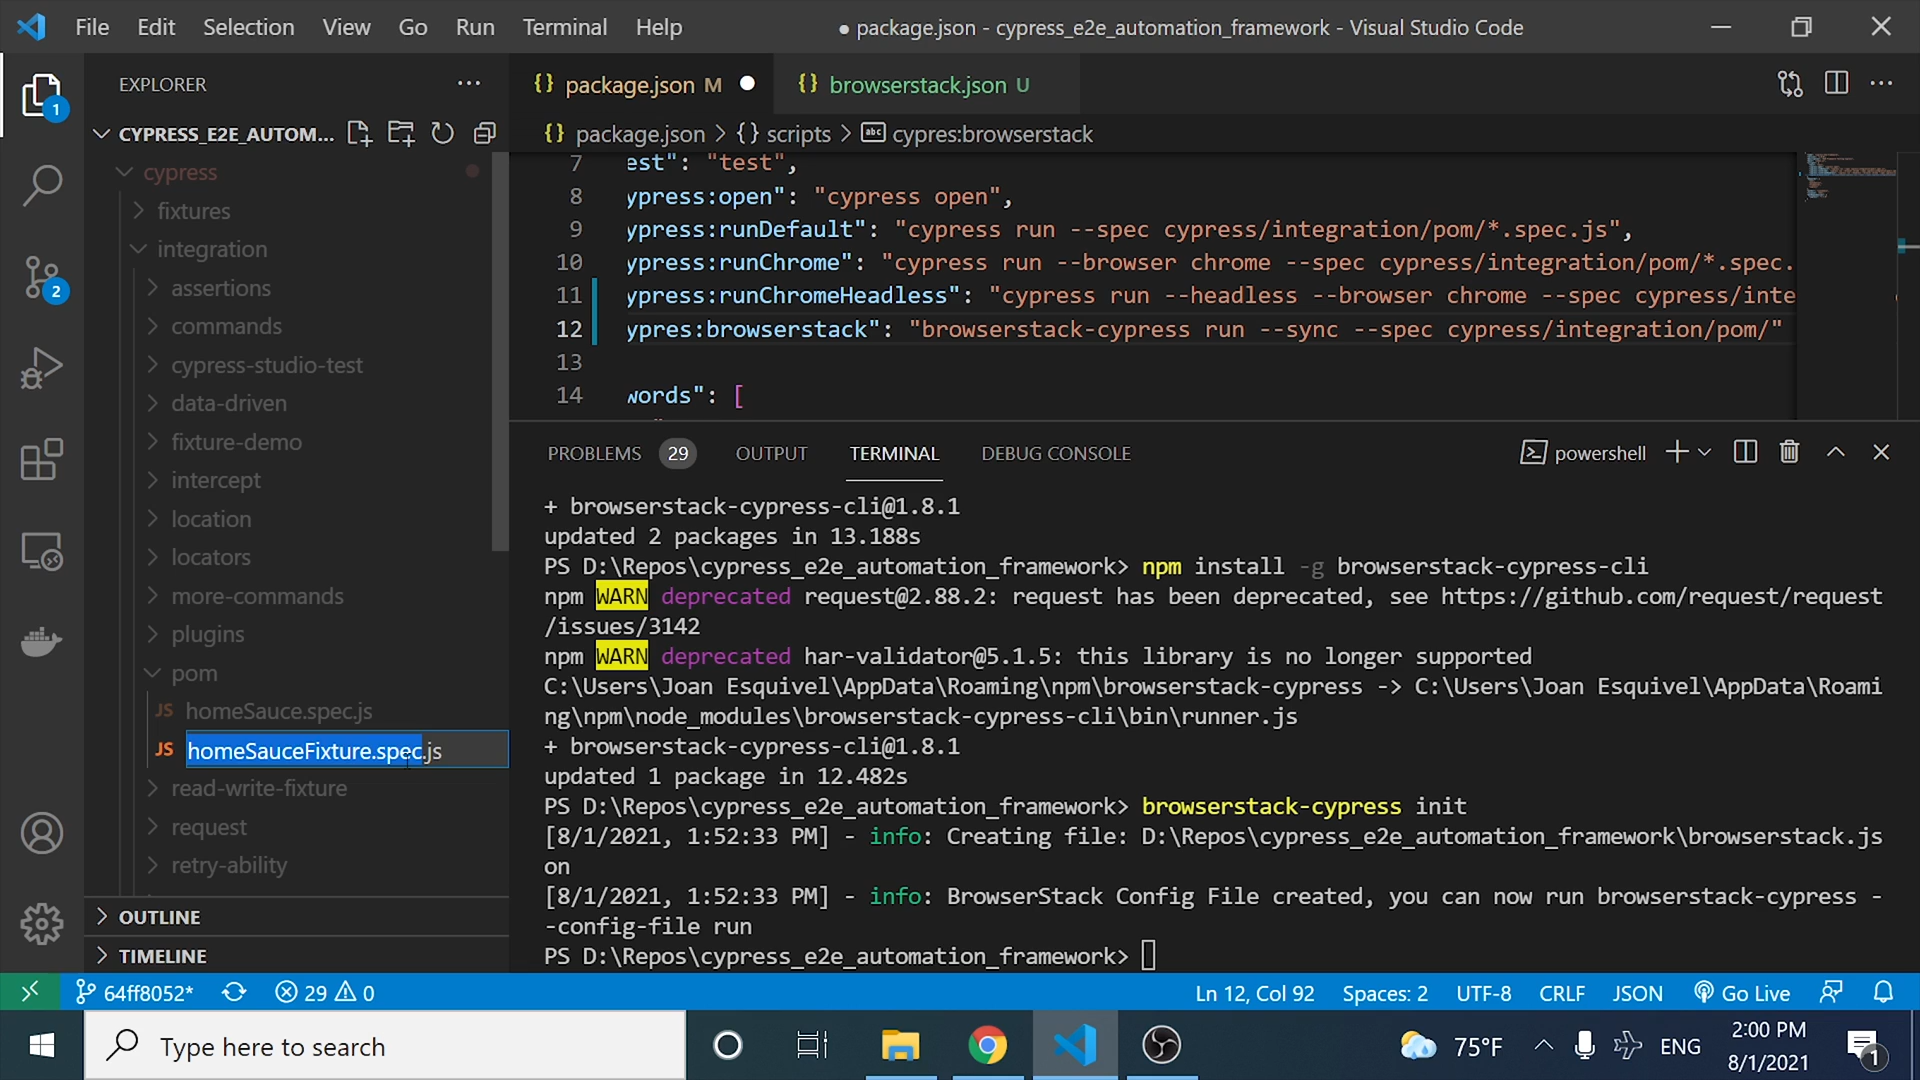 File Edit Selection View Go Run Terminal Help ● package.json - cypress_e2e_automation_framework - Visual Studio Code
EXPLORER
1
CYPRESS_E2E_AUTOM...
cypress
fixtures
integration
assertions
commands
2
cypress-studio-test
data-driven
fixture-demo
intercept
location
locators
more-commands
plugins
pom
JS homeSauce.spec.js
JS homeSauceFixture.spec.js
read-write-fixture
request
retry-ability
OUTLINE
TIMELINE
{} package.json M ● {} browserstack.json U
{} package.json > {} scripts > abc cypres:browserstack
7 est": "test",
8 ypress:open": "cypress open",
9 ypress:runDefault": "cypress run --spec cypress/integration/pom/*.spec.js",
10 ypress:runChrome": "cypress run --browser chrome --spec cypress/integration/pom/*.spec.
11 ypress:runChromeHeadless": "cypress run --headless --browser chrome --spec cypress/inte
12 ypres:browserstack": "browserstack-cypress run --sync --spec cypress/integration/pom/"
13
14 words": [
PROBLEMS 29 OUTPUT TERMINAL DEBUG CONSOLE powershell
+ browserstack-cypress-cli@1.8.1
updated 2 packages in 13.188s
PS D:\Repos\cypress_e2e_automation_framework> npm install -g browserstack-cypress-cli
npm WARN deprecated request@2.88.2: request has been deprecated, see https://github.com/request/request
/issues/3142
npm WARN deprecated har-validator@5.1.5: this library is no longer supported
C:\Users\Joan Esquivel\AppData\Roaming\npm\browserstack-cypress -> C:\Users\Joan Esquivel\AppData\Roami
ng\npm\node_modules\browserstack-cypress-cli\bin\runner.js
+ browserstack-cypress-cli@1.8.1
updated 1 package in 12.482s
PS D:\Repos\cypress_e2e_automation_framework> browserstack-cypress init
[8/1/2021, 1:52:33 PM] - info: Creating file: D:\Repos\cypress_e2e_automation_framework\browserstack.js
on
[8/1/2021, 1:52:33 PM] - info: BrowserStack Config File created, you can now run browserstack-cypress -
-config-file run
PS D:\Repos\cypress_e2e_automation_framework>
64ff8052* 29 0 Ln 12, Col 92 Spaces: 2 UTF-8 CRLF JSON Go Live
Type here to search 75°F ENG 2:00 PM
8/1/2021
1